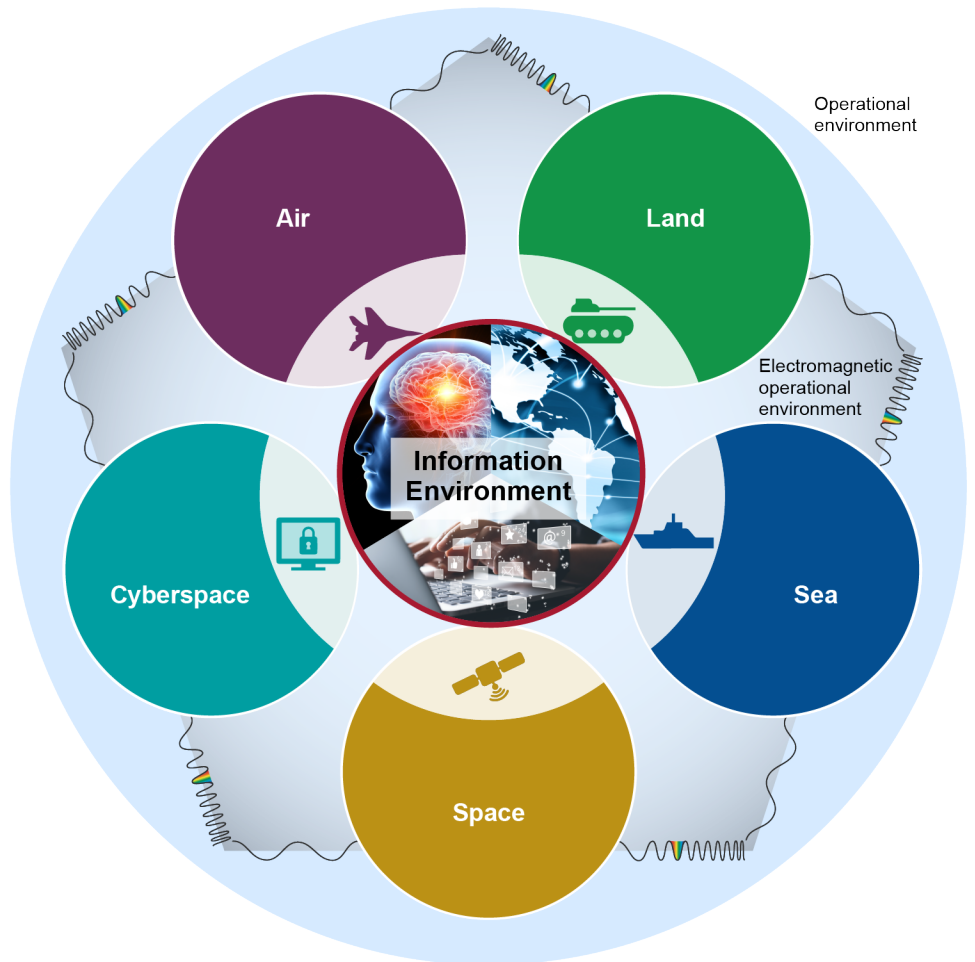 Operational
environment
Air
Land
Electromagnetic
operational
environment
Information
Environment
Cyberspace
Sea
Space